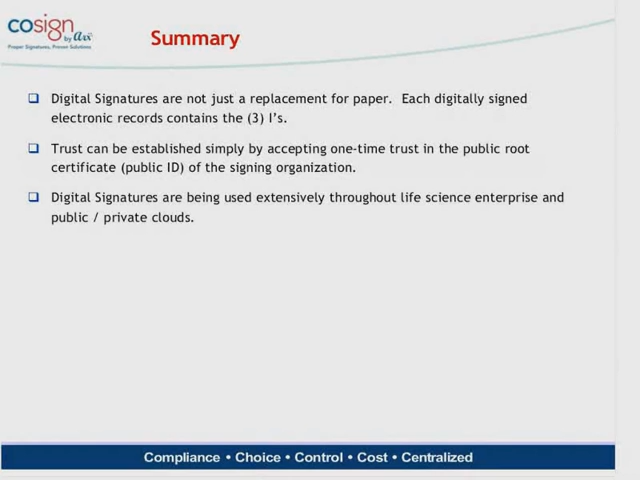 cosign
by arx
Proper Signatures, Proven Solutions
Summary
Digital Signatures are not just a replacement for paper.  Each digitally signed
electronic records contains the (3) I's.
Trust can be established simply by accepting one-time trust in the public root
certificate (public ID) of the signing organization.
Digital Signatures are being used extensively throughout life science enterprise and
public / private clouds.
Compliance • Choice • Control • Cost • Centralized